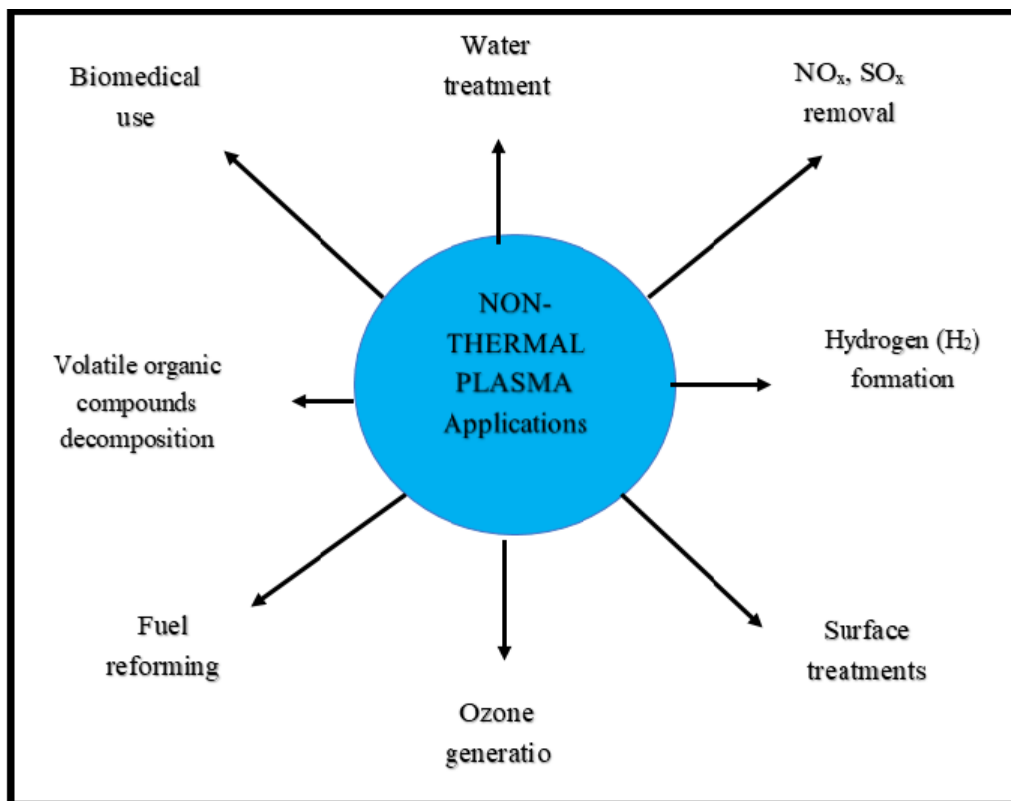 Water
treatment
NOₓ, SOₓ
removal
Biomedical
use
NON-
THERMAL
PLASMA
Applications
Hydrogen (H₂)
formation
Volatile organic
compounds
decomposition
Fuel
reforming
Surface
treatments
Ozone
generatio